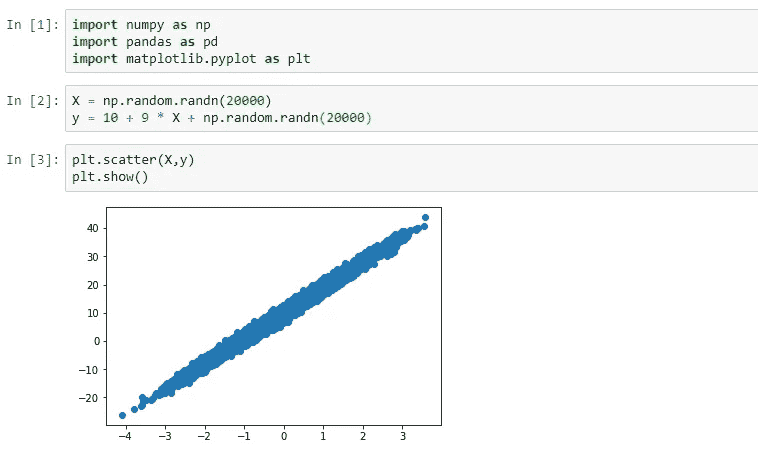 In [1]: import numpy as np
import pandas as pd
import matplotlib.pyplot as plt
In [2]: X = np.random.randn(20000)
y = 10 + 9 * X + np.random.randn(20000)
In [3]: plt.scatter(X,y)
plt.show()
40
30
20
10
0
−10
−20
−4 −3 −2 −1 0 1 2 3